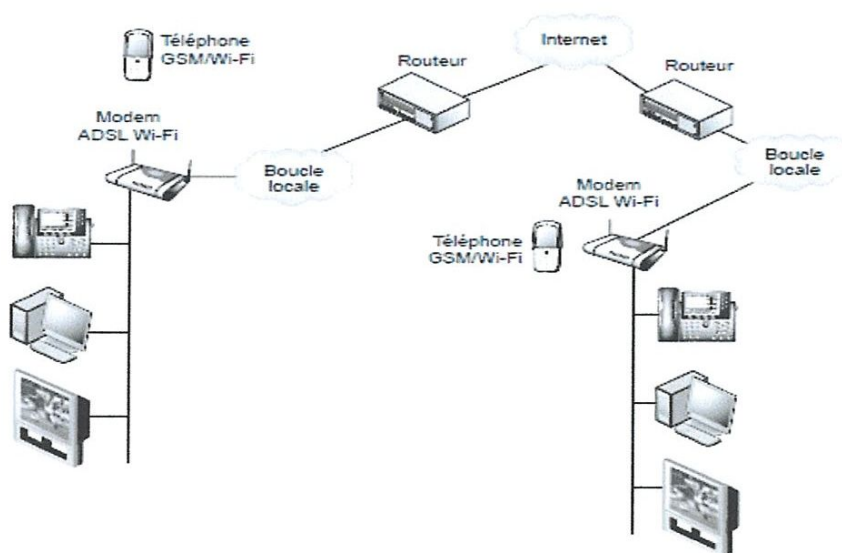 Téléphone
GSM/Wi-Fi
Internet
Routeur
Routeur
Modem
ADSL Wi-Fi
Boucle
locale
Boucle
locale
Modem
ADSL Wi-Fi
Téléphone
GSM/Wi-Fi